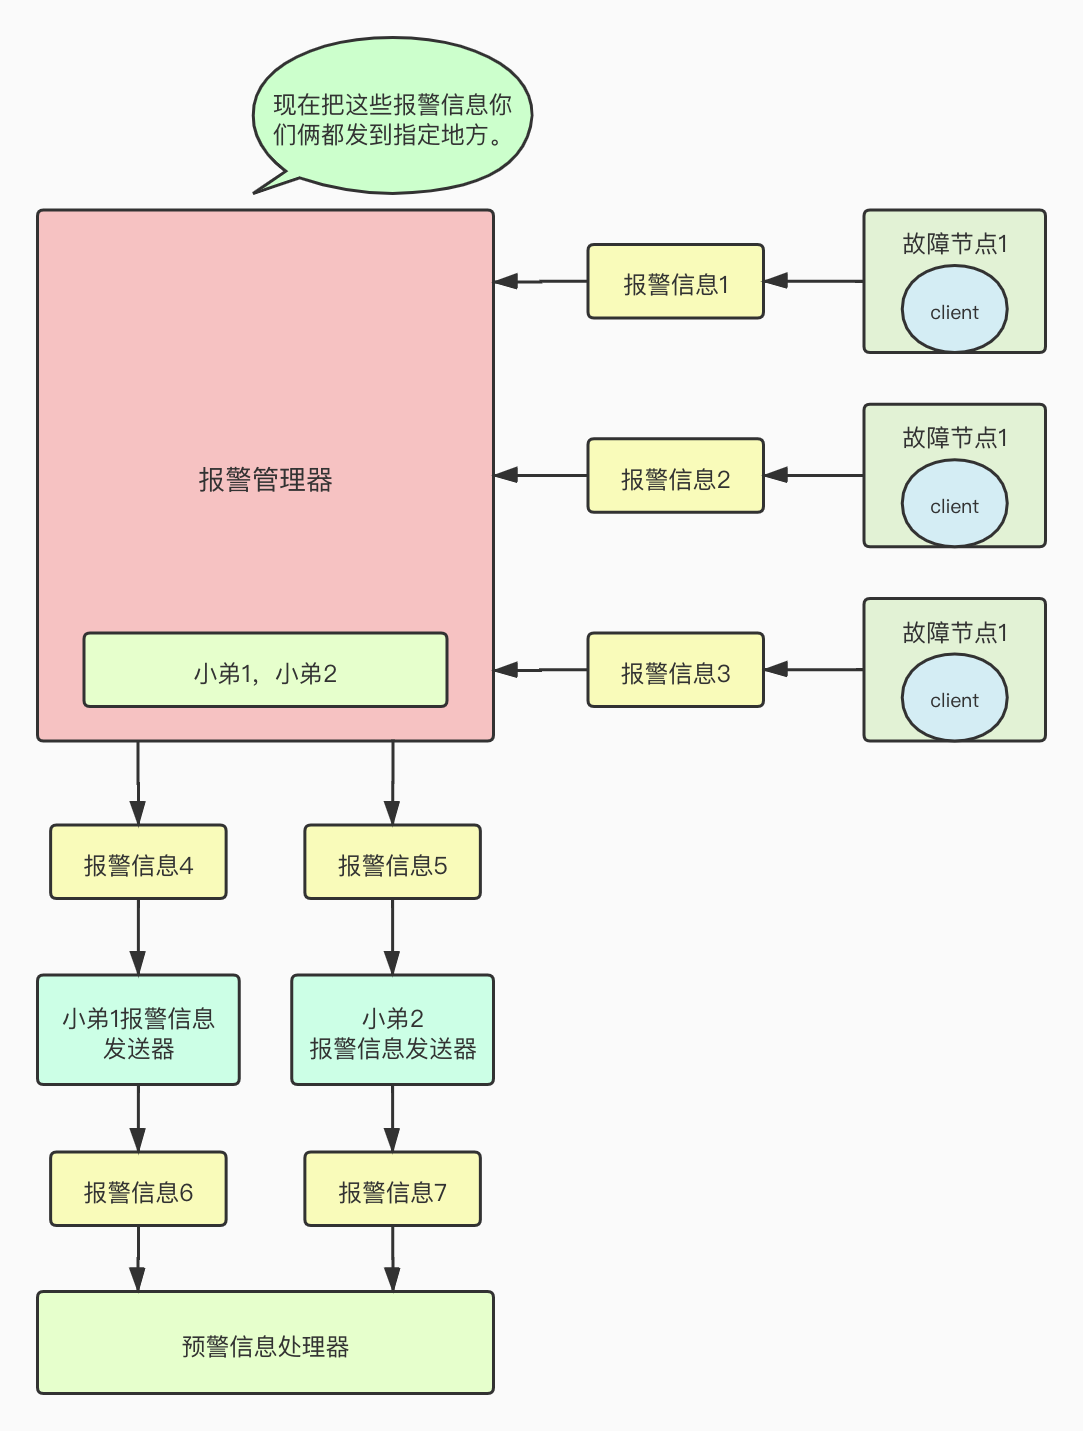 现在把这些报警信息你
们俩都发到指定地方。
故障节点1
报警信息1
client
故障节点1
报警管理器
报警信息2
client
故障节点1
小弟1，小弟2
报警信息3
client
报警信息4
报警信息5
小弟1报警信息
发送器
小弟2
报警信息发送器
报警信息6
报警信息7
预警信息处理器